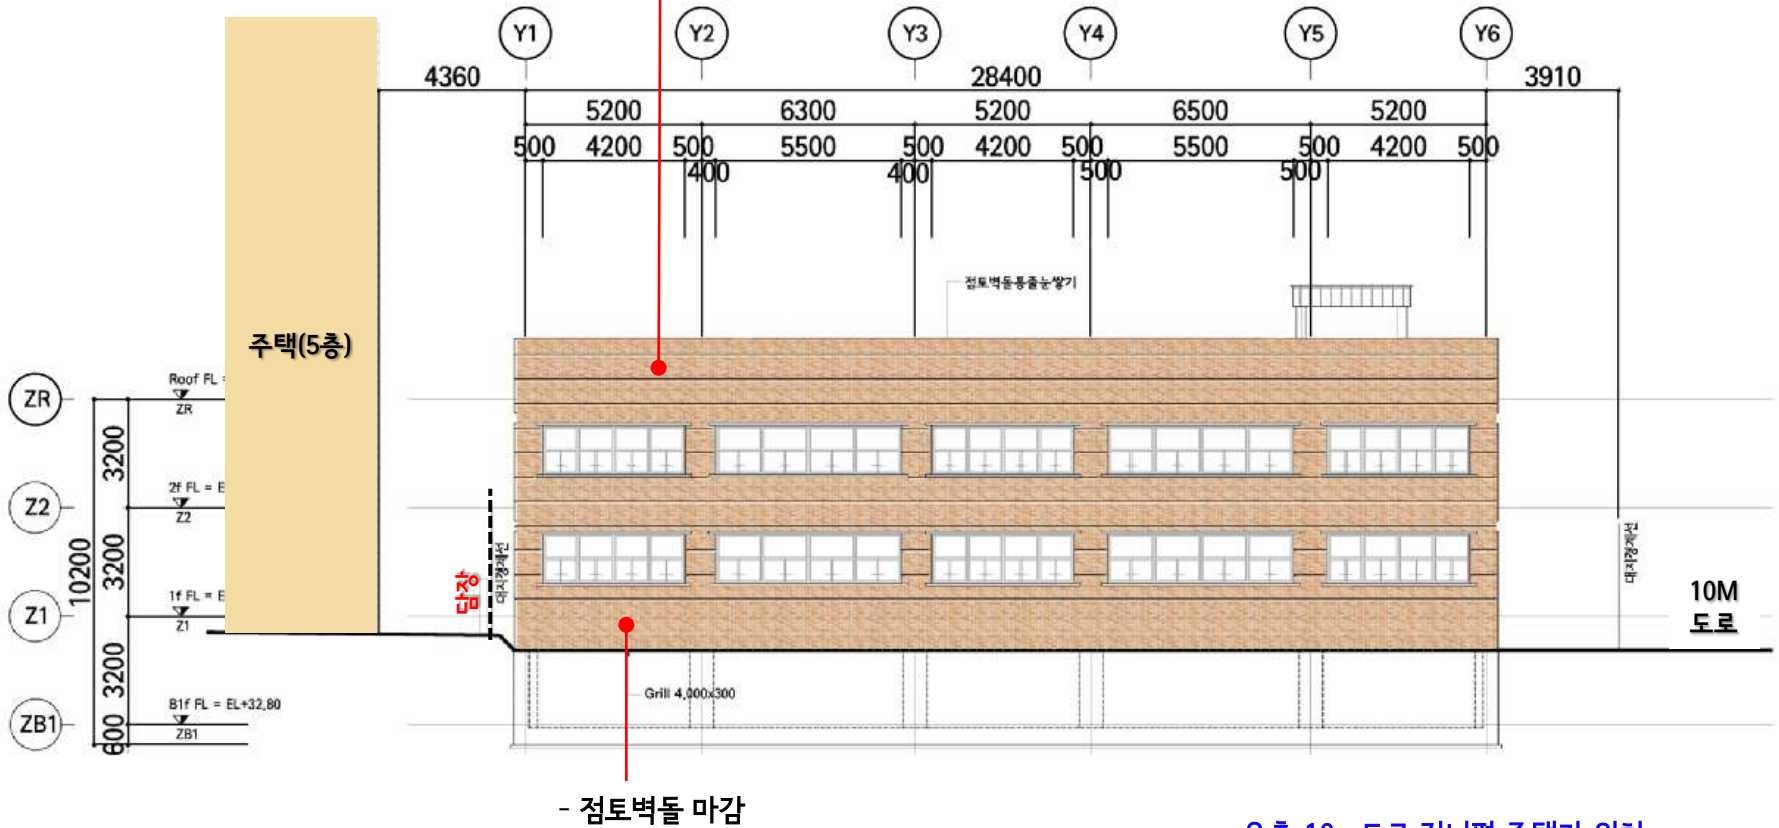 Y1 Y2 Y3 Y4 Y5 Y6
4360 28400 3910
5200 6300 5200 6500 5200
500 4200 500 5500 500 4200 500 5500 500 4200 500
400 400 500 500
점토벽돌통줄눈쌓기
주택(5층)
ZR
Roof FL =
ZR
3200
Z2
2f FL = E
Z2
3200
10200
대지경계선
담장
대지경계선
Z1
1f FL = E
Z1
10M
도로
3200
Grill 4,000x300
ZB1
B1f FL = EL+32,80
ZB1
600
- 점토벽돌 마감